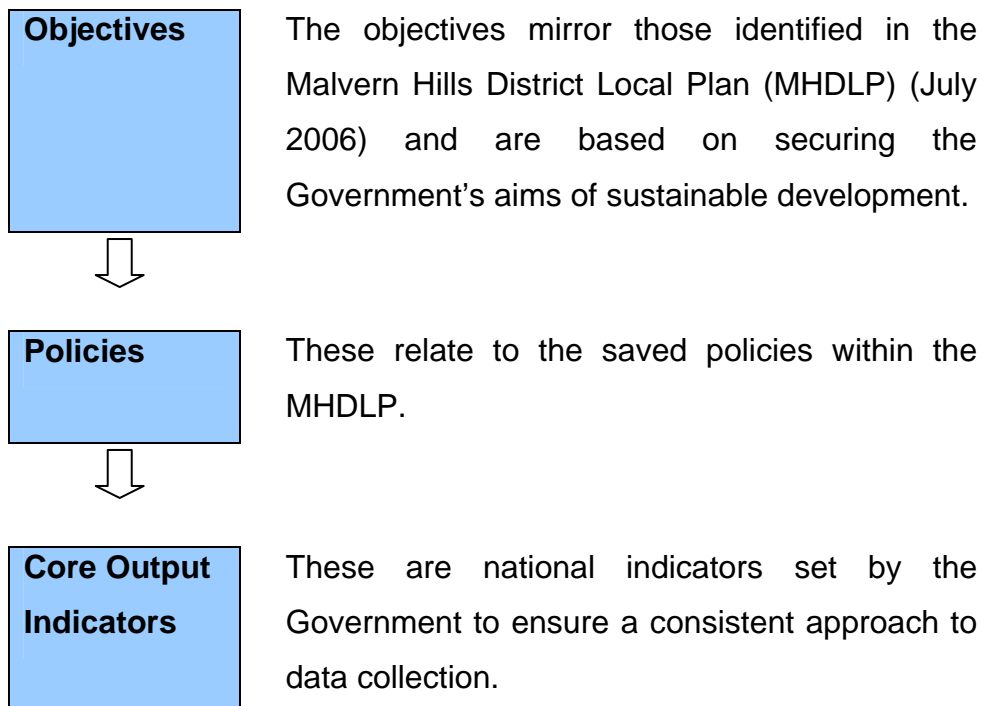 Objectives
The objectives mirror those identified in the
Malvern Hills District Local Plan (MHDLP) (July
2006) and are based on securing the
Government’s aims of sustainable development.
Policies
These relate to the saved policies within the
MHDLP.
Core Output
Indicators
These are national indicators set by the
Government to ensure a consistent approach to
data collection.